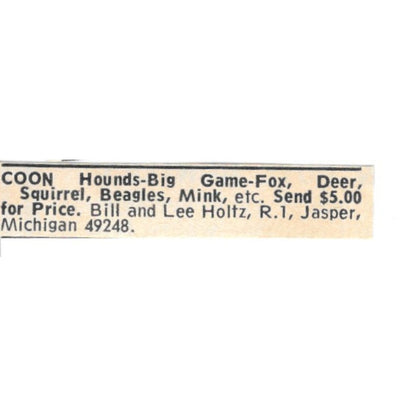 COON Hounds-Big Game-Fox, Deer,
Squirrel, Beagles, Mink, etc. Send $5.00
for Price. Bill and Lee Holtz, R.1, Jasper,
Michigan 49248.